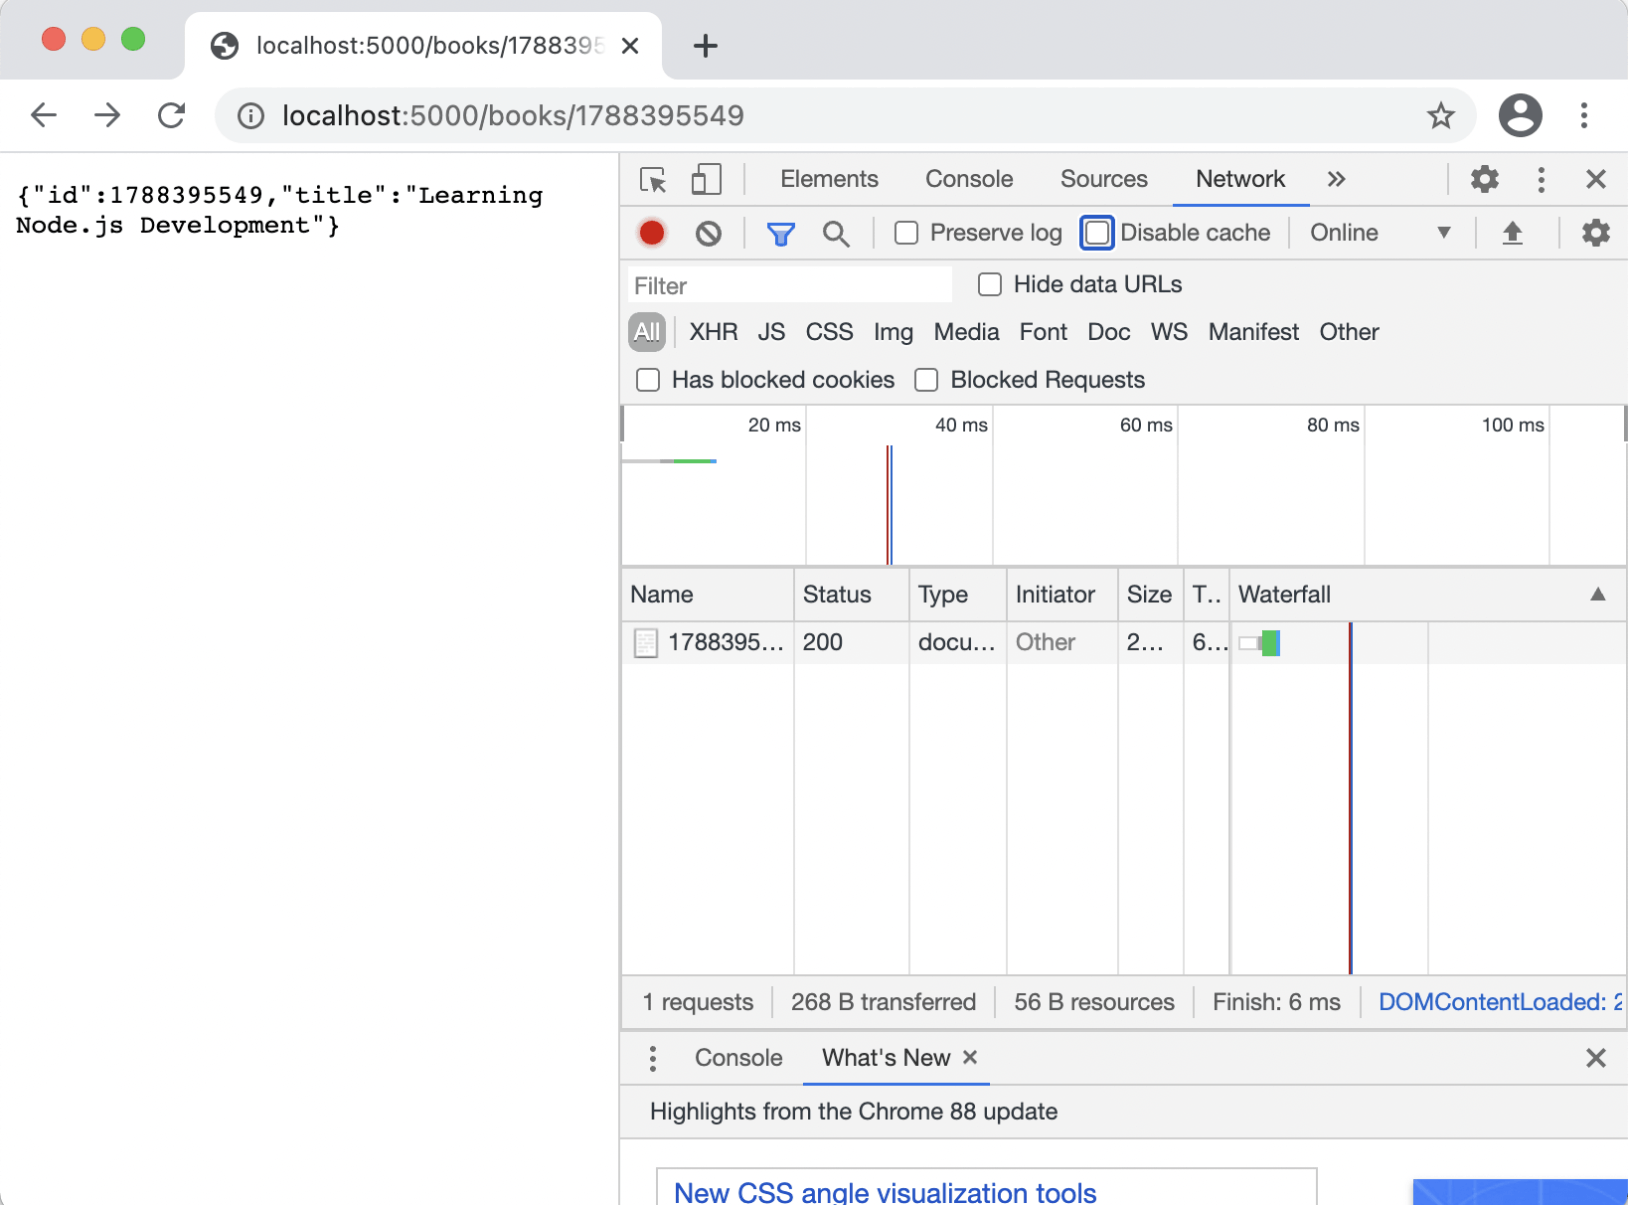 localhost:5000/books/1788395
localhost:5000/books/1788395549
{"id":1788395549,"title":"Learning
Node.js Development"}
Elements Console Sources Network
Preserve log Disable cache Online
Filter Hide data URLs
All XHR JS CSS Img Media Font Doc WS Manifest Other
Has blocked cookies Blocked Requests
20 ms 40 ms 60 ms 80 ms 100 ms
Name Status Type Initiator Size T.. Waterfall
1788395... 200 docu... Other 2... 6...
1 requests 268 B transferred 56 B resources Finish: 6 ms DOMContentLoaded: 2
Console What's New
Highlights from the Chrome 88 update
New CSS angle visualization tools